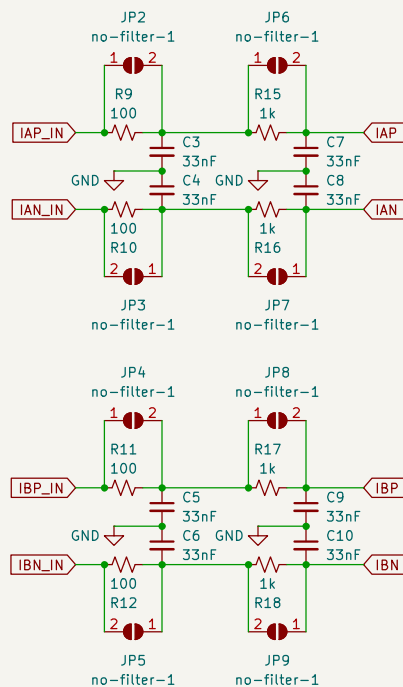 JP2 JP6
no-filter-1 no-filter-1
1 2 1 2
R9 R15
100 1k
IAP_IN IAP
C3 C7
33nF 33nF
GND C4 GND C8
33nF 33nF
IAN_IN IAN
100 1k
R10 R16
2 1 2 1
JP3 JP7
no-filter-1 no-filter-1
JP4 JP8
no-filter-1 no-filter-1
1 2 1 2
R11 R17
100 1k
IBP_IN IBP
C5 C9
33nF 33nF
GND C6 GND C10
33nF 33nF
IBN_IN IBN
100 1k
R12 R18
2 1 2 1
JP5 JP9
no-filter-1 no-filter-1